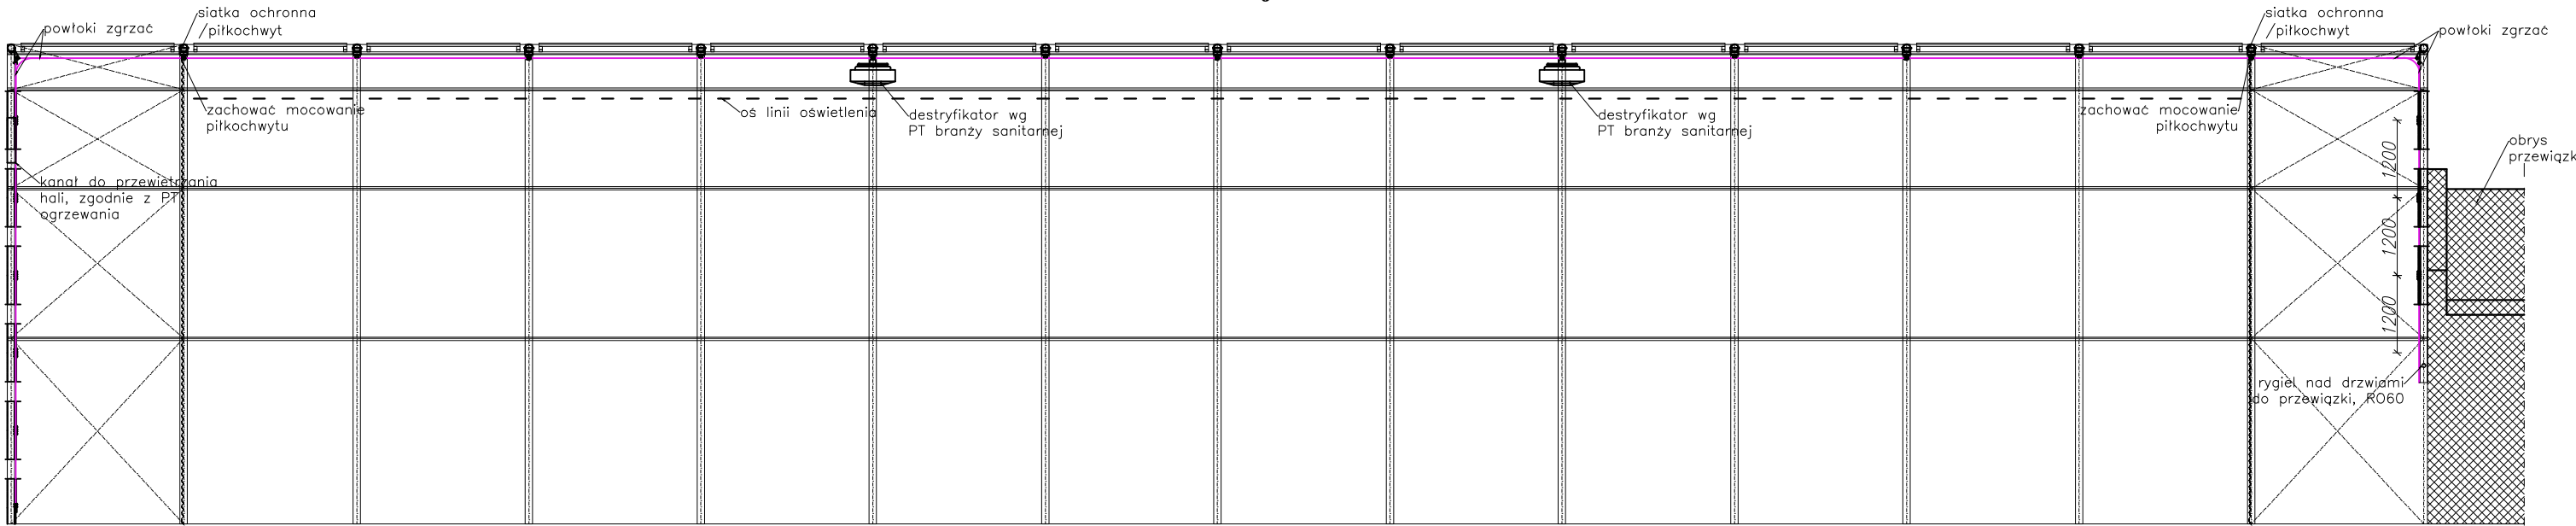 siatka ochronna
/piłkochwyt
powłoki zgrzać
zachować mocowanie
piłkochwytu
kanał do przewietrzania
hali, zgodnie z PT
ogrzewania
oś linii oświetlenia
destryfikator wg
PT branży sanitarnej
destryfikator wg
PT branży sanitarnej
siatka ochronna
/piłkochwyt
powłoki zgrzać
zachować mocowanie
piłkochwytu
1200
1200
1200
obrys
przewiązk
rygiel nad drzwiami
do przewiązki, RO60